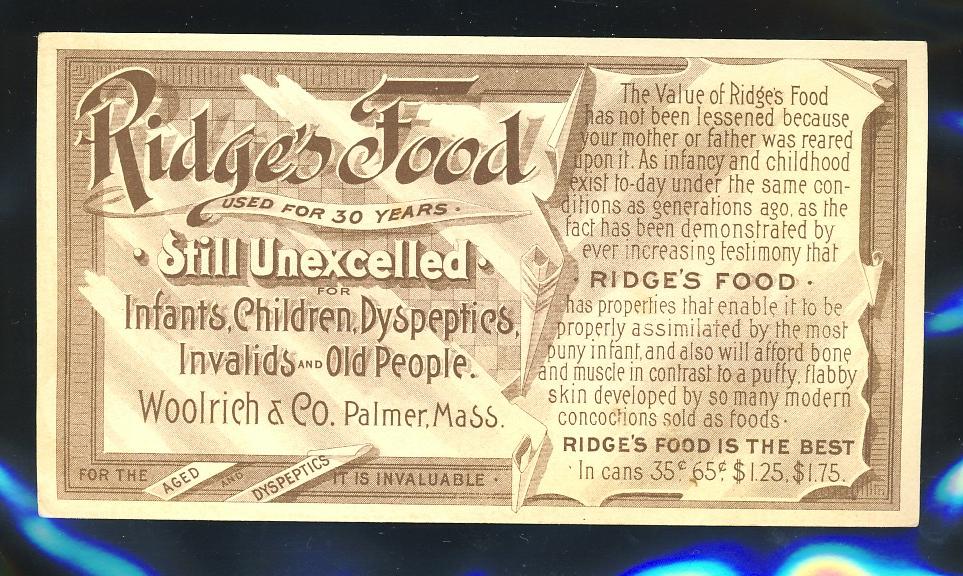 Ridge's Food
USED FOR 30 YEARS.
· Still Unexcelled ·
FOR
Infants, Children, Dyspeptics,
Invalids AND Old People.
Woolrich & Co. Palmer, Mass.
FOR THE AGED AND DYSPEPTICS IT IS INVALUABLE ·
The Value of Ridge's Food
has not been lessened because
your mother or father was reared
upon it. As infancy and childhood
exist to-day under the same con-
ditions as generations ago, as the
fact has been demonstrated by
ever increasing testimony that
· RIDGE'S FOOD ·
has properties that enable it to be
properly assimilated by the most
puny infant, and also will afford bone
and muscle in contrast to a puffy, flabby
skin developed by so many modern
concoctions sold as foods.
RIDGE'S FOOD IS THE BEST
In cans 35¢ 65¢ $1.25, $1.75.